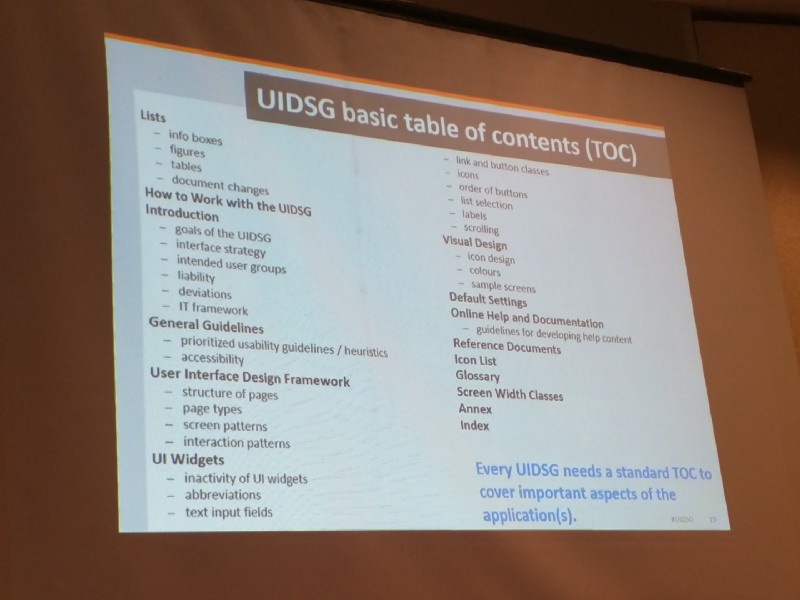 UIDSG basic table of contents (TOC)
Lists
– info boxes
– figures
– tables
– document changes
How to Work with the UIDSG
Introduction
– goals of the UIDSG
– interface strategy
– intended user groups
– liability
– deviations
– IT framework
General Guidelines
– prioritized usability guidelines / heuristics
– accessibility
User Interface Design Framework
– structure of pages
– page types
– screen patterns
– interaction patterns
UI Widgets
– inactivity of UI widgets
– abbreviations
– text input fields
– link and button classes
– icons
– order of buttons
– list selection
– labels
– scrolling
Visual Design
– icon design
– colours
– sample screens
Default Settings
Online Help and Documentation
– guidelines for developing help content
Reference Documents
Icon List
Glossary
Screen Width Classes
Annex
Index
Every UIDSG needs a standard TOC to
cover important aspects of the
application(s).